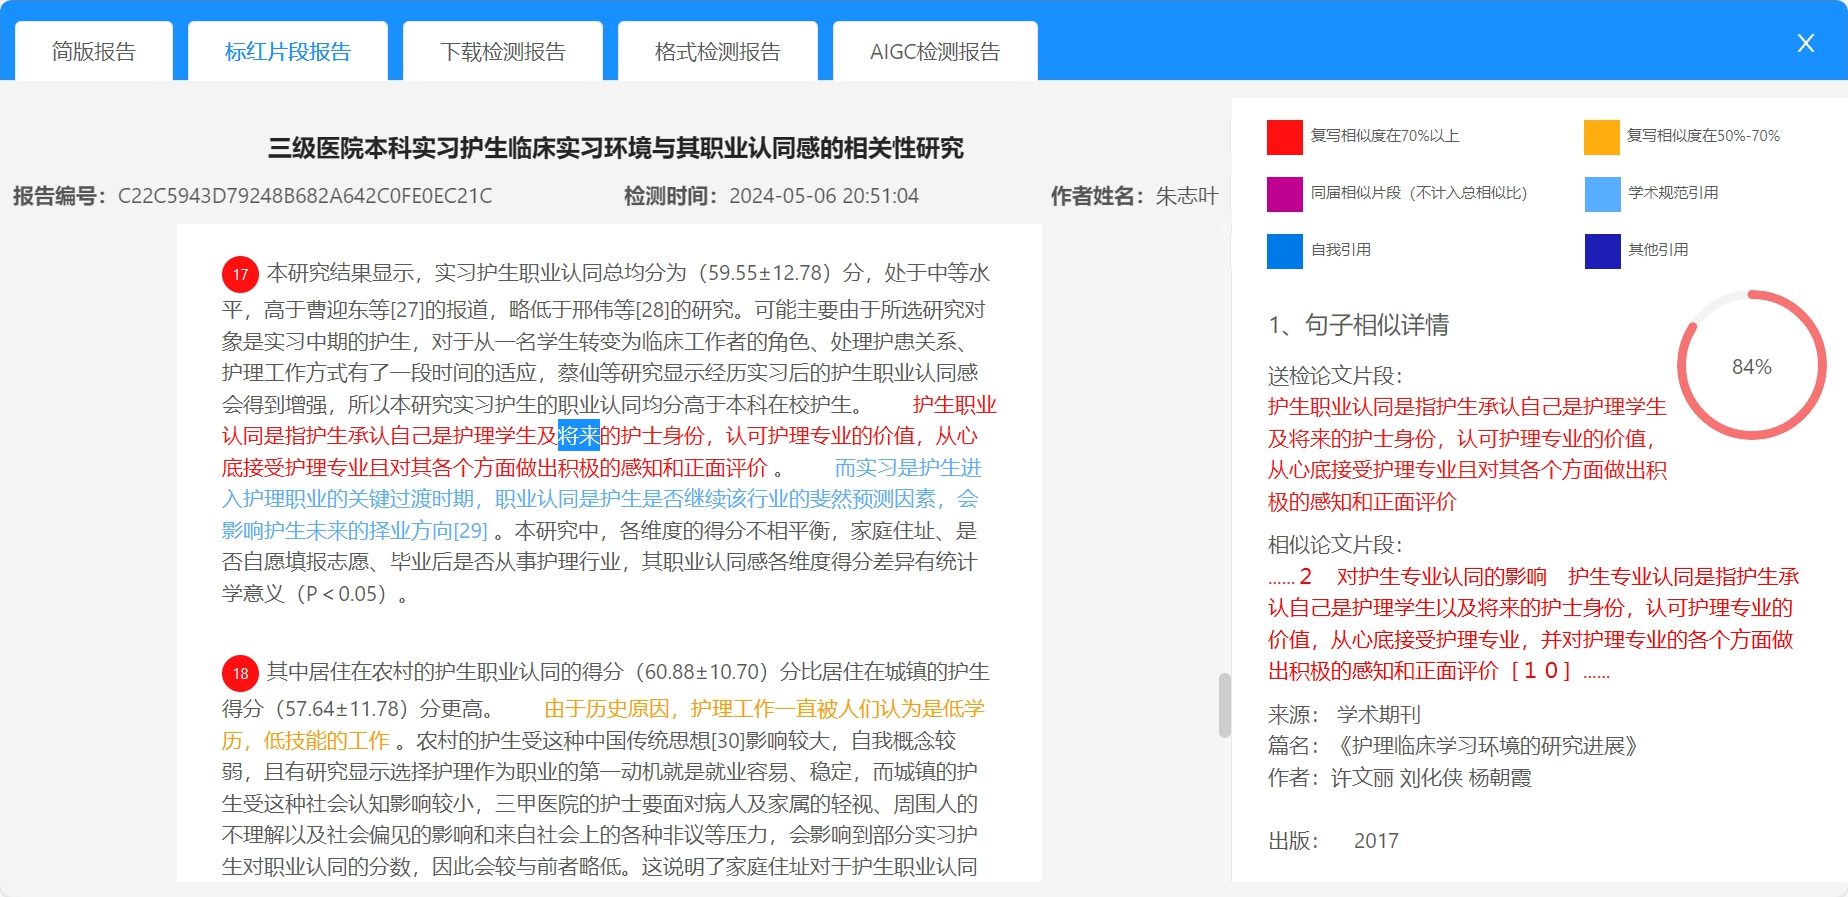 简版报告
标红片段报告
下载检测报告
格式检测报告
AIGC检测报告
X
三级医院本科实习护生临床实习环境与其职业认同感的相关性研究
报告编号：C22C5943D79248B682A642C0FE0EC21C
检测时间：2024-05-06 20:51:04
作者姓名：朱志叶
17 本研究结果显示，实习护生职业认同总均分为（59.55±12.78）分，处于中等水
平，高于曹迎东等[27]的报道，略低于邢伟等[28]的研究。可能主要由于所选研究对
象是实习中期的护生，对于从一名学生转变为临床工作者的角色、处理护患关系、
护理工作方式有了一段时间的适应，蔡仙等研究显示经历实习后的护生职业认同感
会得到增强，所以本研究实习护生的职业认同均分高于本科在校护生。 护生职业
认同是指护生承认自己是护理学生及将来的护士身份，认可护理专业的价值，从心
底接受护理专业且对其各个方面做出积极的感知和正面评价 。 而实习是护生进
入护理职业的关键过渡时期，职业认同是护生是否继续该行业的斐然预测因素，会
影响护生未来的择业方向[29] 。本研究中，各维度的得分不相平衡，家庭住址、是
否自愿填报志愿、毕业后是否从事护理行业，其职业认同感各维度得分差异有统计
学意义（P＜0.05）。
18 其中居住在农村的护生职业认同的得分（60.88±10.70）分比居住在城镇的护生
得分（57.64±11.78）分更高。 由于历史原因，护理工作一直被人们认为是低学
历，低技能的工作 。农村的护生受这种中国传统思想[30]影响较大，自我概念较
弱，且有研究显示选择护理作为职业的第一动机就是就业容易、稳定，而城镇的护
生受这种社会认知影响较小，三甲医院的护士要面对病人及家属的轻视、周围人的
不理解以及社会偏见的影响和来自社会上的各种非议等压力，会影响到部分实习护
生对职业认同的分数，因此会较与前者略低。这说明了家庭住址对于护生职业认同
复写相似度在70%以上
复写相似度在50%-70%
同届相似片段（不计入总相似比）
学术规范引用
自我引用
其他引用
1、句子相似详情
84%
送检论文片段：
护生职业认同是指护生承认自己是护理学生
及将来的护士身份，认可护理专业的价值，
从心底接受护理专业且对其各个方面做出积
极的感知和正面评价
相似论文片段：
......２ 对护生专业认同的影响 护生专业认同是指护生承
认自己是护理学生以及将来的护士身份，认可护理专业的
价值，从心底接受护理专业，并对护理专业的各个方面做
出积极的感知和正面评价［１０］......
来源： 学术期刊
篇名：《护理临床学习环境的研究进展》
作者：许文丽 刘化侠 杨朝霞
出版： 2017